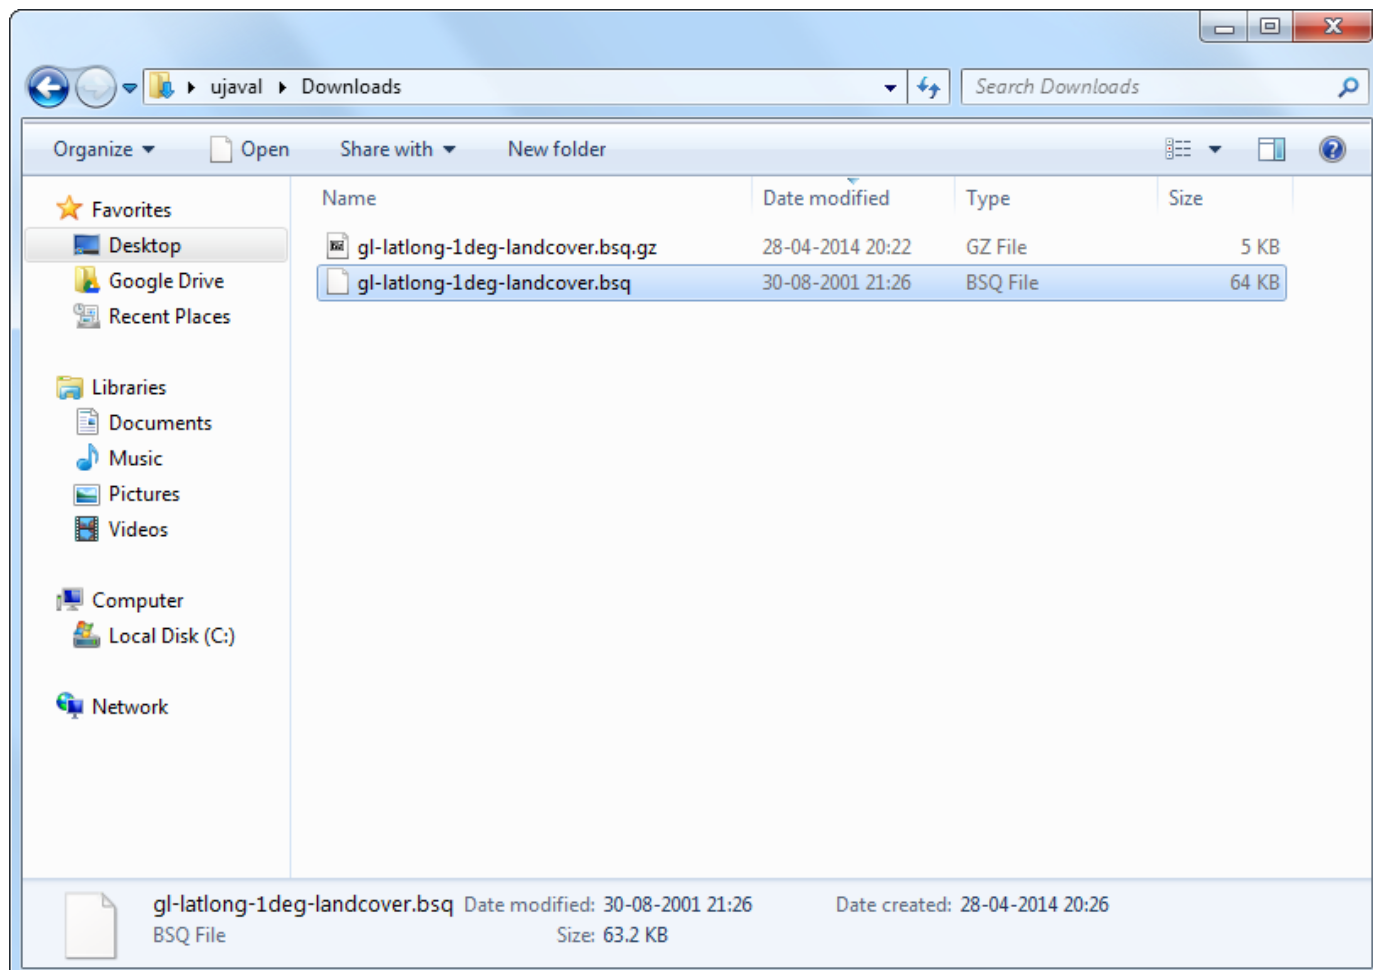 ujaval Downloads Search Downloads
Organize Open Share with New folder
Name Date modified Type Size
Favorites
Desktop gl-latlong-1deg-landcover.bsq.gz 28-04-2014 20:22 GZ File 5 KB
Google Drive gl-latlong-1deg-landcover.bsq 30-08-2001 21:26 BSQ File 64 KB
Recent Places
Libraries
Documents
Music
Pictures
Videos
Computer
Local Disk (C:)
Network
gl-latlong-1deg-landcover.bsq Date modified: 30-08-2001 21:26 Date created: 28-04-2014 20:26
BSQ File Size: 63.2 KB